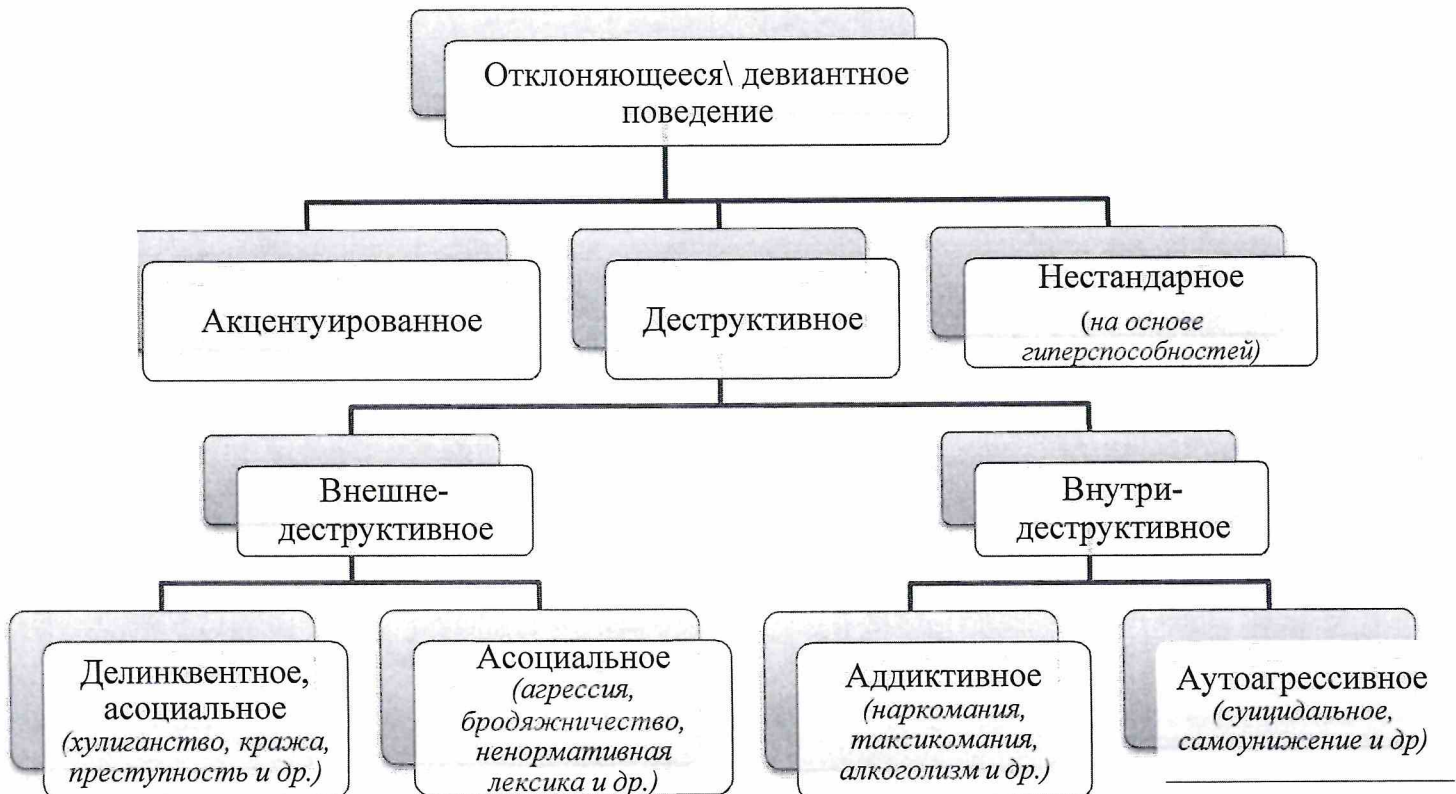 Отклоняющееся\ девиантное
поведение
Акцентуированное
Деструктивное
Нестандарное
(на основе
гиперспособностей)
Внешне-
деструктивное
Внутри-
деструктивное
Делинквентное,
асоциальное
(хулиганство, кража,
преступность и др.)
Асоциальное
(агрессия,
бродяжничество,
ненормативная
лексика и др.)
Аддиктивное
(наркомания,
таксикомания,
алкоголизм и др.)
Аутоагрессивное
(суицидальное,
самоунижение и др)